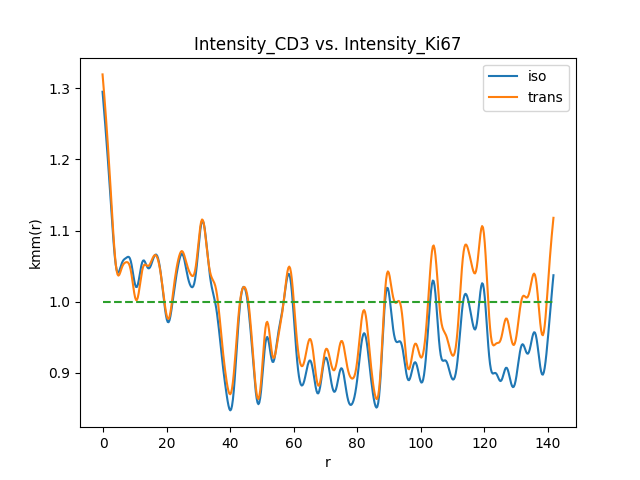 Intensity_CD3 vs. Intensity_Ki67
iso
trans
kmm(r)
1.3
1.2
1.1
1.0
0.9
0 20 40 60 80 100 120 140
r